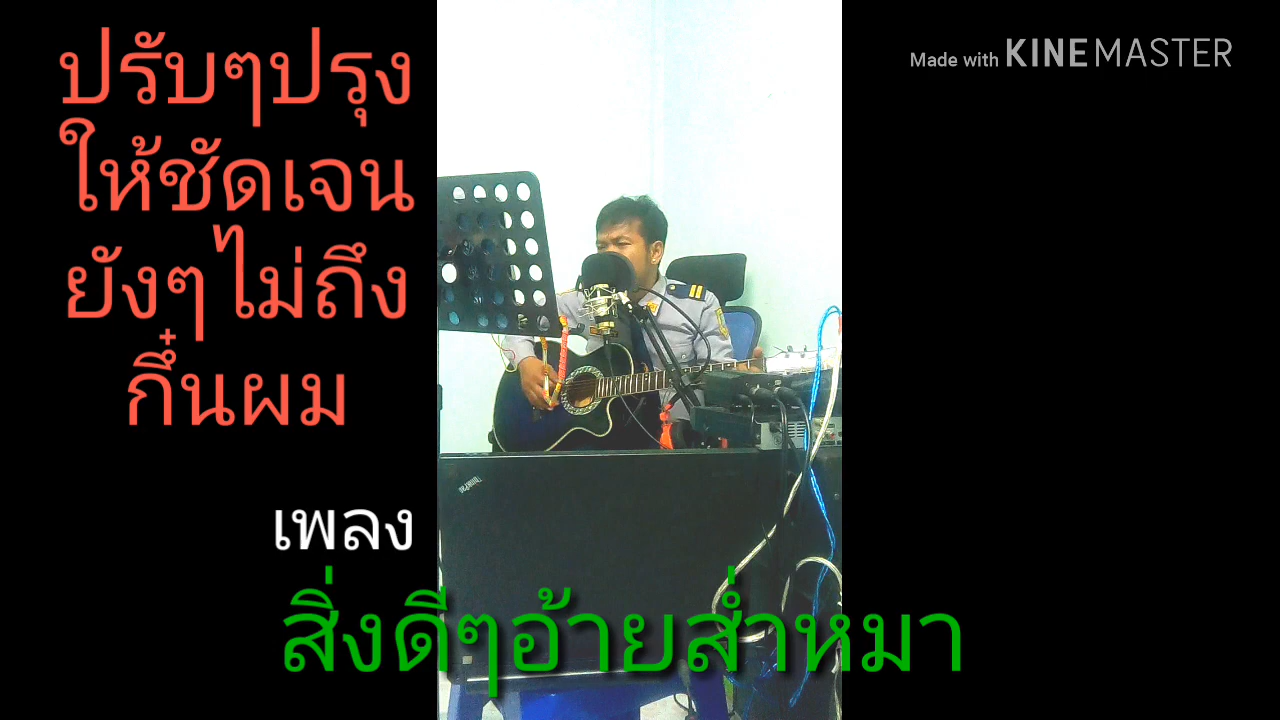 ปรับๆปรุง
ให้ชัดเจน
ยังๆไม่ถึง
กึ๋นผม
เพลง
สิ่งดีๆอ้ายส่ำหมา
Made with KINEMASTER
ThinkPad